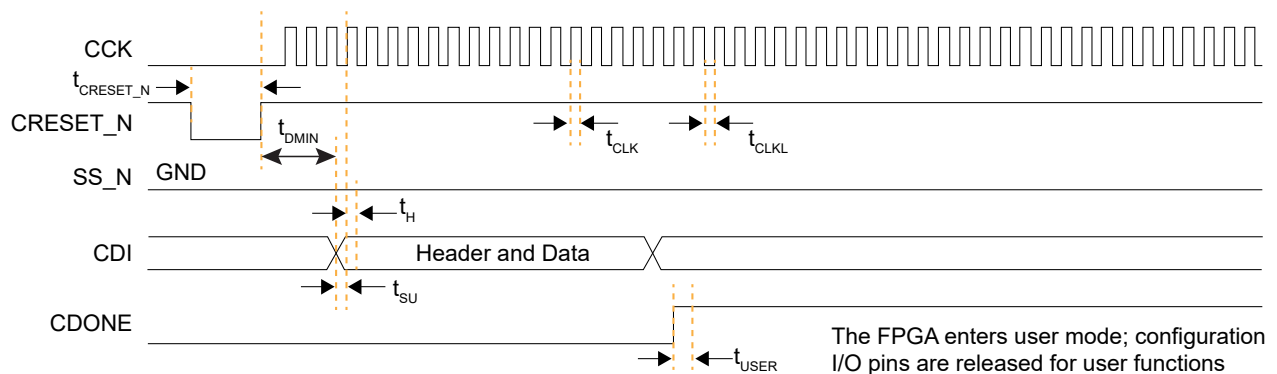 CCK
tCRESET_N
CRESET_N
tDMIN
tCLK
tCLKL
SS_N
GND
tH
CDI
Header and Data
tSU
CDONE
tUSER
The FPGA enters user mode; configuration
I/O pins are released for user functions